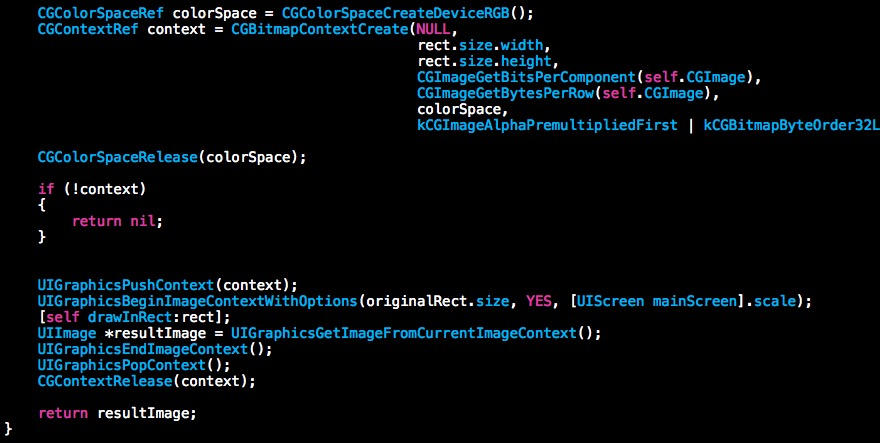 CGColorSpaceRef colorSpace = CGColorSpaceCreateDeviceRGB();
CGContextRef context = CGBitmapContextCreate(NULL,
rect.size.width,
rect.size.height,
CGImageGetBitsPerComponent(self.CGImage),
CGImageGetBytesPerRow(self.CGImage),
colorSpace,
kCGImageAlphaPremultipliedFirst | kCGBitmapByteOrder32L
CGColorSpaceRelease(colorSpace);
if (!context)
{
return nil;
}
UIGraphicsPushContext(context);
UIGraphicsBeginImageContextWithOptions(originalRect.size, YES, [UIScreen mainScreen].scale);
[self drawInRect:rect];
UIImage *resultImage = UIGraphicsGetImageFromCurrentImageContext();
UIGraphicsEndImageContext();
UIGraphicsPopContext();
CGContextRelease(context);
return resultImage;
}